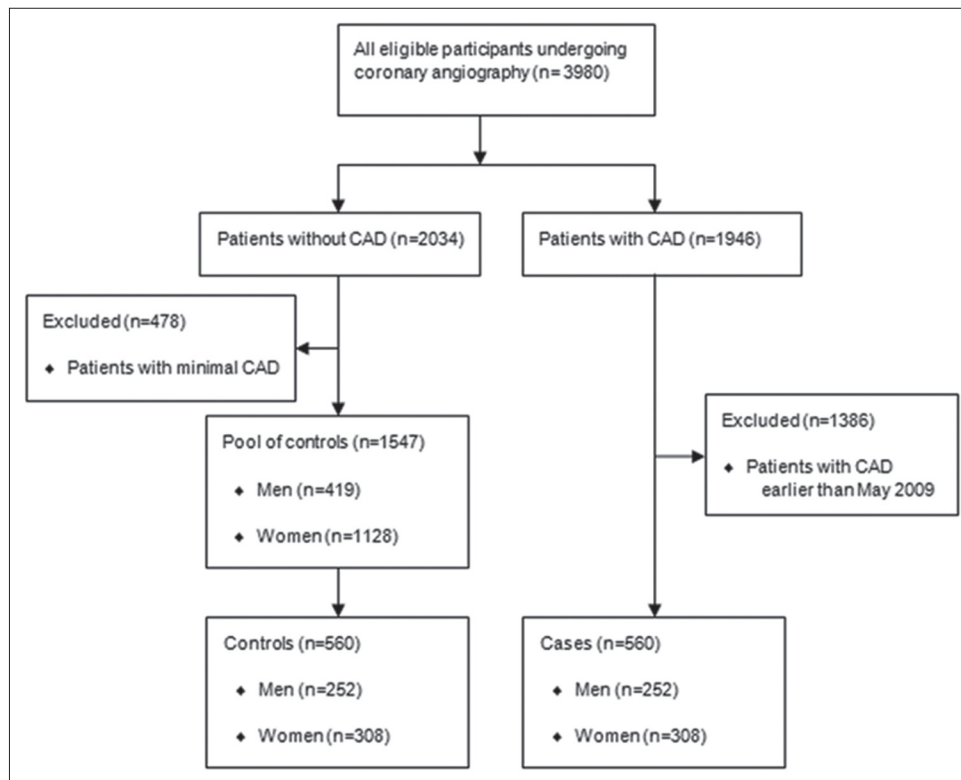 All eligible participants undergoing
coronary angiography (n= 3980)
Patients without CAD (n=2034)
Patients with CAD (n=1946)
Excluded (n=478)
◆ Patients with minimal CAD
Excluded (n=1386)
◆ Patients with CAD
earlier than May 2009
Pool of controls (n=1547)
◆ Men (n=419)
◆ Women (n=1128)
Controls (n=560)
◆ Men (n=252)
◆ Women (n=308)
Cases (n=560)
◆ Men (n=252)
◆ Women (n=308)